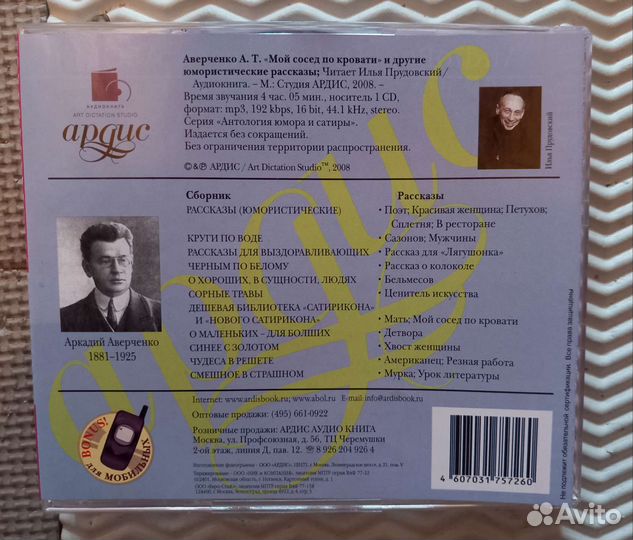 АУДИОКНИГА
ART DICTATION STUDIO
ардис
Аверченко А. Т. «Мой сосед по кровати» и другие
юмористические рассказы; Читает Илья Прудовский /
Аудиокнига. – М.: Студия АРДИС, 2008. –
Время звучания 4 час. 05 мин., носитель 1 CD,
формат: mp3, 192 kbps, 16 bit, 44.1 kHz, stereo.
Серия «Антология юмора и сатиры».
Издается без сокращений.
Без ограничения территории распространения.
©&℗ АРДИС / Art Dictation Studio™, 2008
Илья Прудовский
Сборник Рассказы
РАССКАЗЫ (ЮМОРИСТИЧЕСКИЕ) • Поэт; Красивая женщина; Петухов;
Сплетня; В ресторане
КРУГИ ПО ВОДЕ • Сазонов; Мужчины
РАССКАЗЫ ДЛЯ ВЫЗДОРАВЛИВАЮЩИХ • Рассказ для «Лягушонка»
ЧЕРНЫМ ПО БЕЛОМУ • Рассказ о колоколе
О ХОРОШИХ, В СУЩНОСТИ, ЛЮДЯХ • Бельмесов
СОРНЫЕ ТРАВЫ • Ценитель искусства
ДЕШЕВАЯ БИБЛИОТЕКА «САТИРИКОНА»
И «НОВОГО САТИРИКОНА» • Мать; Мой сосед по кровати
О МАЛЕНЬКИХ – ДЛЯ БОЛШИХ • Детвора
СИНЕЕ С ЗОЛОТОМ • Хвост женщины
ЧУДЕСА В РЕШЕТЕ • Американец; Резная работа
СМЕШНОЕ В СТРАШНОМ • Мурка; Урок литературы
Аркадий Аверченко
1881–1925
BONUS!
для МОБИЛЬНЫХ
Internet: www.ardisbook.ru; www.abol.ru E-mail: info@ardisbook.ru
Оптовые продажи: (495) 661-0922
Розничные продажи: АРДИС АУДИО КНИГА
Москва, ул. Профсоюзная, д. 56, ТЦ Черемушки
2-ой этаж, линия Д, пав. 12. 8 926 204 926 4
4 607031 757260
Не подлежит обязательной сертификации. Все права защищены
Avito